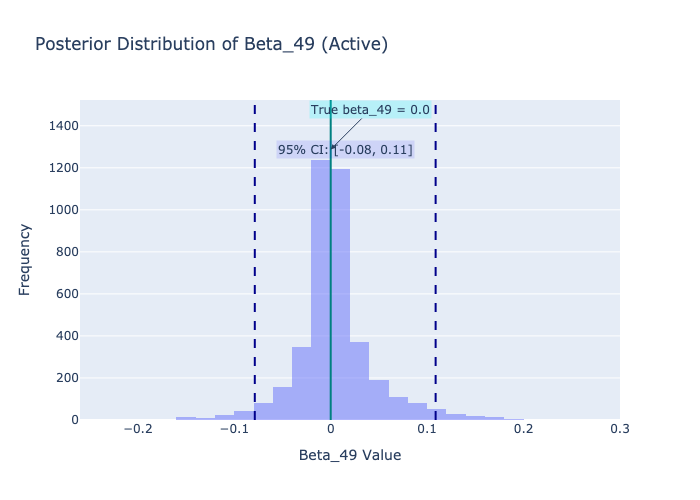 Posterior Distribution of Beta_49 (Active)
True beta_49 = 0.0
95% CI: [-0.08, 0.11]
1400
1200
1000
800
600
400
200
0
Frequency
−0.2
−0.1
0
0.1
0.2
0.3
Beta_49 Value